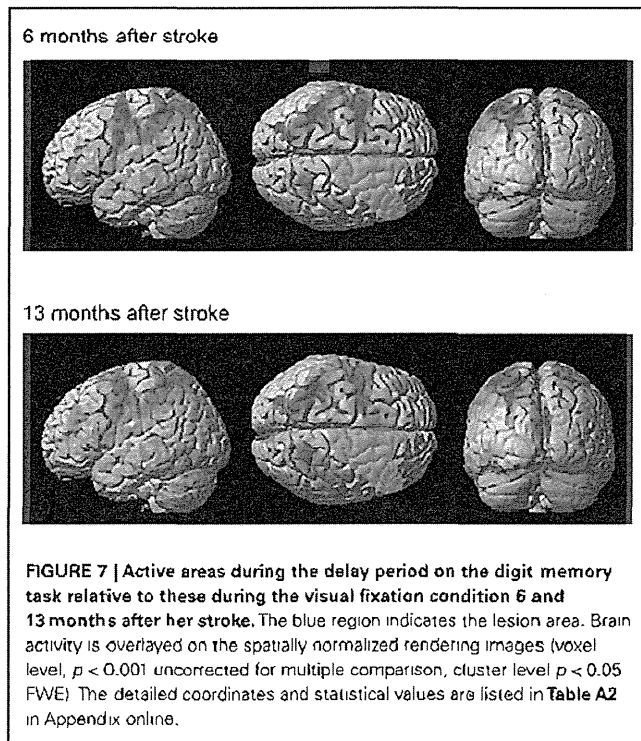 6 months after stroke
13 months after stroke
FIGURE 7 | Active areas during the delay period on the digit memory
task relative to these during the visual fixation condition 6 and
13 months after her stroke. The blue region indicates the lesion area. Brain
activity is overlayed on the spatially normalized rendering images (voxel
level, p < 0.001 uncorrected for multiple comparison, cluster level p < 0.05
FWE) The detailed coordinates and statistical values are listed in Table A2
in Appendix online.